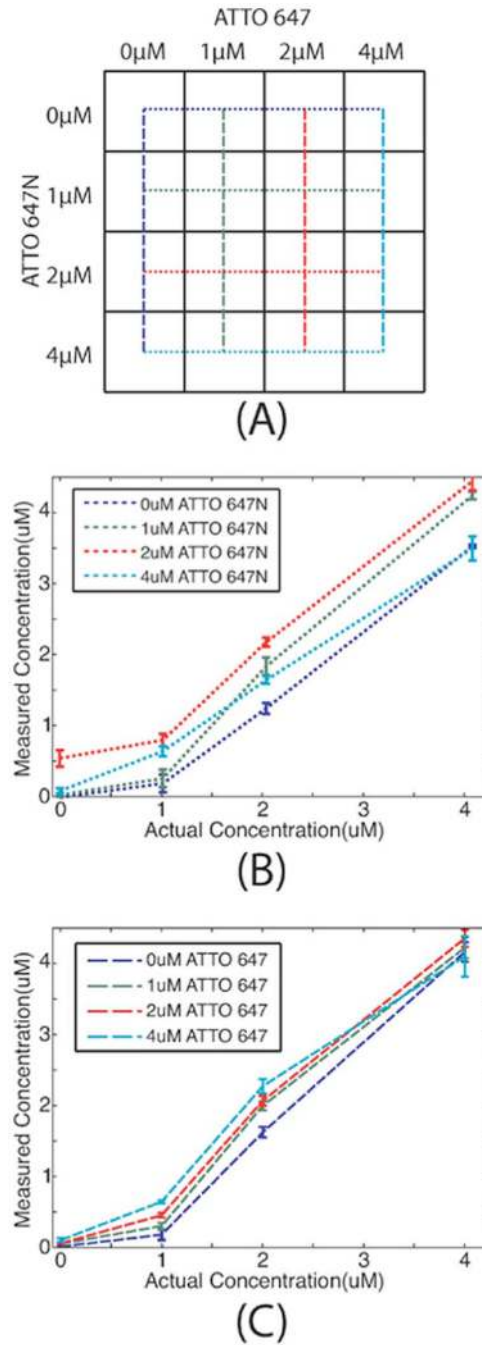 ATTO 647
0µM 1µM 2µM 4µM
ATTO 647N
0µM
1µM
2µM
4µM
(A)
Measured Concentration(uM)
4
3
2
1
0
0uM ATTO 647N
1uM ATTO 647N
2uM ATTO 647N
4uM ATTO 647N
0 1 2 3 4
Actual Concentration(uM)
(B)
Measured Concentration(uM)
4
3
2
1
0
0uM ATTO 647
1uM ATTO 647
2uM ATTO 647
4uM ATTO 647
0 1 2 3 4
Actual Concentration(uM)
(C)